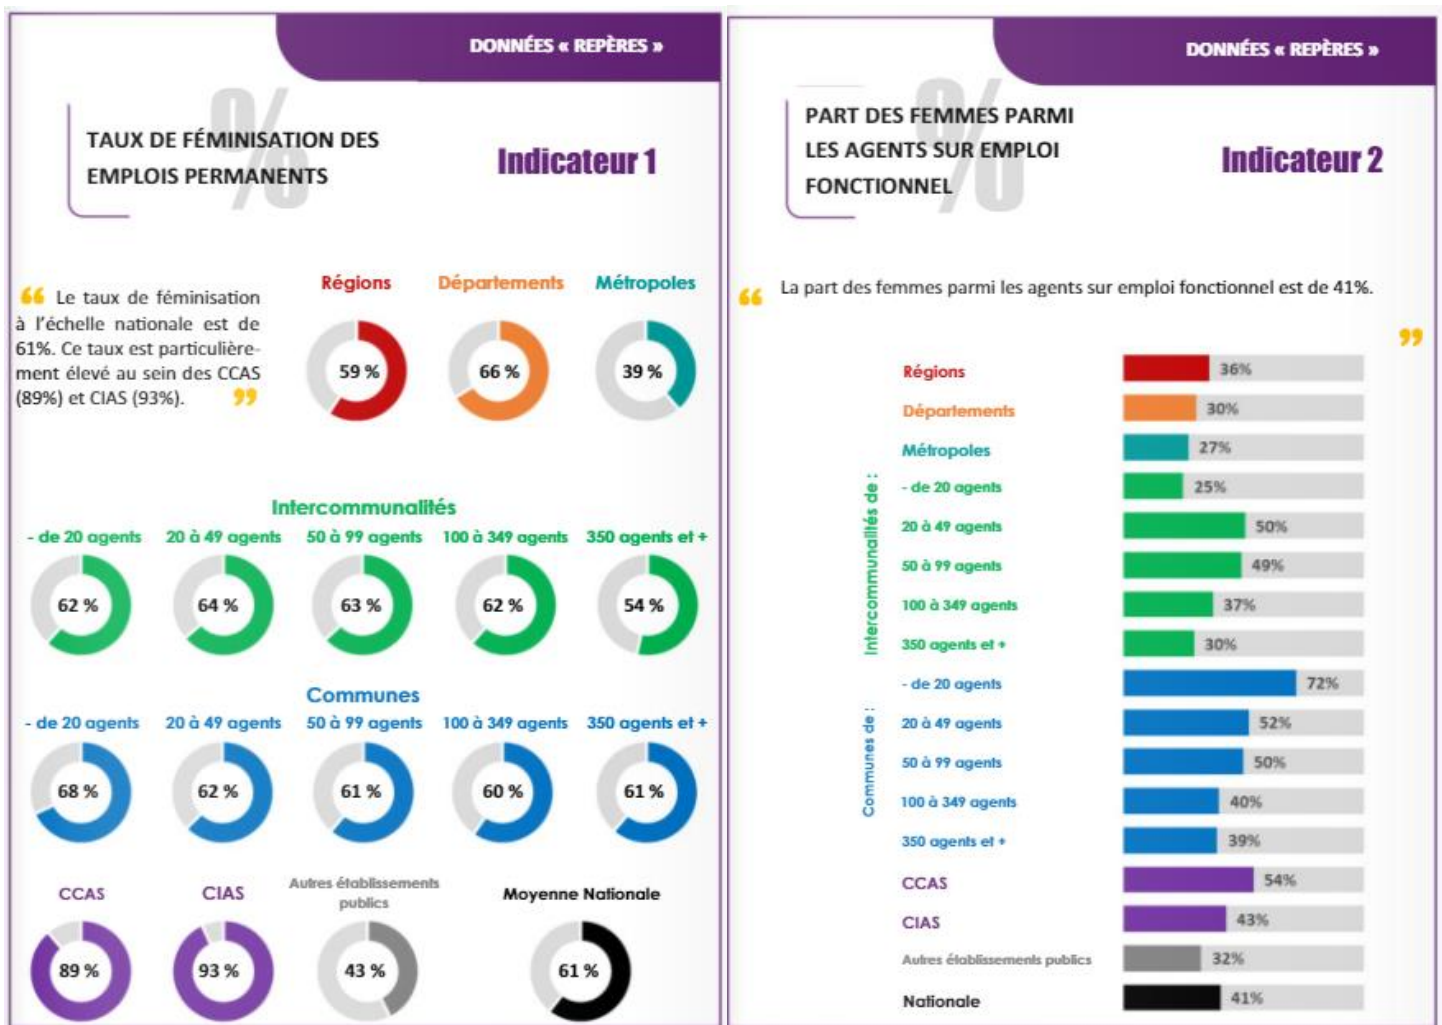 DONNÉES « REPÈRES »
%
TAUX DE FÉMINISATION DES
EMPLOIS PERMANENTS
Indicateur 1
“ Le taux de féminisation
à l’échelle nationale est de
61%. Ce taux est particulière-
ment élevé au sein des CCAS
(89%) et CIAS (93%). ”
Régions Départements Métropoles
59 % 66 % 39 %
Intercommunalités
- de 20 agents 20 à 49 agents 50 à 99 agents 100 à 349 agents 350 agents et +
62 % 64 % 63 % 62 % 54 %
Communes
- de 20 agents 20 à 49 agents 50 à 99 agents 100 à 349 agents 350 agents et +
68 % 62 % 61 % 60 % 61 %
CCAS CIAS Autres établissements Moyenne Nationale
publics
89 % 93 % 43 % 61 %
DONNÉES « REPÈRES »
%
PART DES FEMMES PARMI
LES AGENTS SUR EMPLOI
FONCTIONNEL
Indicateur 2
“ La part des femmes parmi les agents sur emploi fonctionnel est de 41%.
”
Régions 36%
Départements 30%
Métropoles 27%
Intercommunalités de :
- de 20 agents 25%
20 à 49 agents 50%
50 à 99 agents 49%
100 à 349 agents 37%
350 agents et + 30%
Communes de :
- de 20 agents 72%
20 à 49 agents 52%
50 à 99 agents 50%
100 à 349 agents 40%
350 agents et + 39%
CCAS 54%
CIAS 43%
Autres établissements publics 32%
Nationale 41%